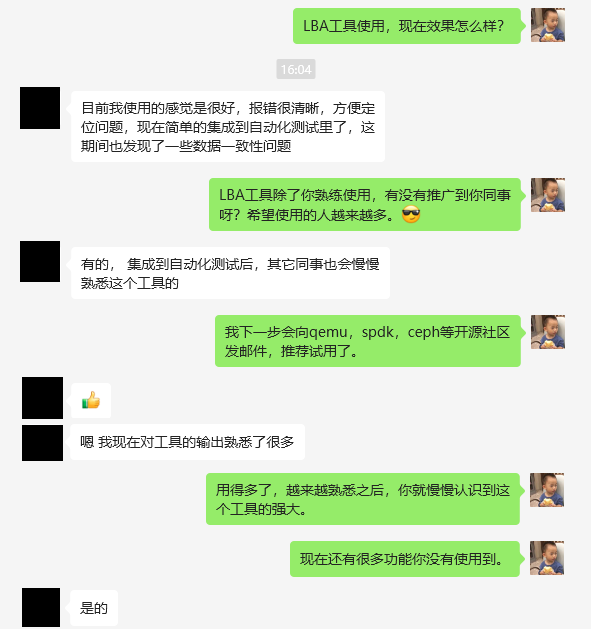 LBA工具使用，现在效果怎么样？
16:04
目前我使用的感觉是很好，报错很清晰，方便定
位问题，现在简单的集成到自动化测试里了，这
期间也发现了一些数据一致性问题
LBA工具除了你熟练使用，有没有推广到你同事
呀？希望使用的人越来越多。😎
有的， 集成到自动化测试后，其它同事也会慢慢
熟悉这个工具的
我下一步会向qemu，spdk，ceph等开源社区
发邮件，推荐试用了。
👍
嗯 我现在对工具的输出熟悉了很多
用得多了，越来越熟悉之后，你就慢慢认识到这
个工具的强大。
现在还有很多功能你没有使用到。
是的